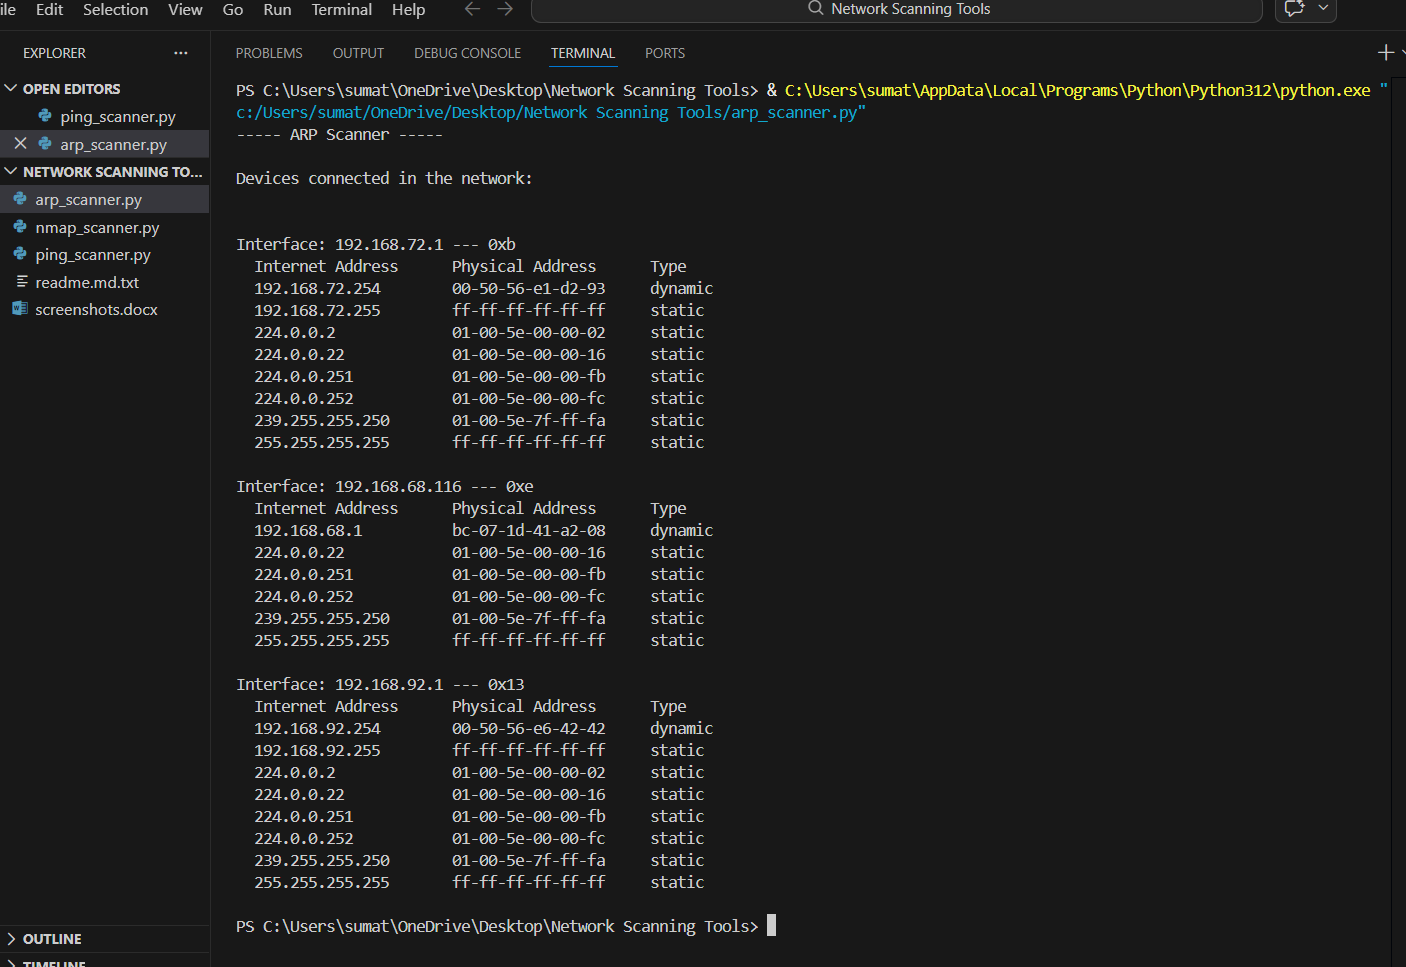 ile Edit Selection View Go Run Terminal Help Network Scanning Tools
EXPLORER
OPEN EDITORS
ping_scanner.py
arp_scanner.py
NETWORK SCANNING TO...
arp_scanner.py
nmap_scanner.py
ping_scanner.py
readme.md.txt
screenshots.docx
OUTLINE
TIMELINE
PROBLEMS OUTPUT DEBUG CONSOLE TERMINAL PORTS
PS C:\Users\sumat\OneDrive\Desktop\Network Scanning Tools> & C:\Users\sumat\AppData\Local\Programs\Python\Python312\python.exe "
c:/Users/sumat/OneDrive/Desktop/Network Scanning Tools/arp_scanner.py"
----- ARP Scanner -----
Devices connected in the network:
Interface: 192.168.72.1 --- 0xb
Internet Address Physical Address Type
192.168.72.254 00-50-56-e1-d2-93 dynamic
192.168.72.255 ff-ff-ff-ff-ff-ff static
224.0.0.2 01-00-5e-00-00-02 static
224.0.0.22 01-00-5e-00-00-16 static
224.0.0.251 01-00-5e-00-00-fb static
224.0.0.252 01-00-5e-00-00-fc static
239.255.255.250 01-00-5e-7f-ff-fa static
255.255.255.255 ff-ff-ff-ff-ff-ff static
Interface: 192.168.68.116 --- 0xe
Internet Address Physical Address Type
192.168.68.1 bc-07-1d-41-a2-08 dynamic
224.0.0.22 01-00-5e-00-00-16 static
224.0.0.251 01-00-5e-00-00-fb static
224.0.0.252 01-00-5e-00-00-fc static
239.255.255.250 01-00-5e-7f-ff-fa static
255.255.255.255 ff-ff-ff-ff-ff-ff static
Interface: 192.168.92.1 --- 0x13
Internet Address Physical Address Type
192.168.92.254 00-50-56-e6-42-42 dynamic
192.168.92.255 ff-ff-ff-ff-ff-ff static
224.0.0.2 01-00-5e-00-00-02 static
224.0.0.22 01-00-5e-00-00-16 static
224.0.0.251 01-00-5e-00-00-fb static
224.0.0.252 01-00-5e-00-00-fc static
239.255.255.250 01-00-5e-7f-ff-fa static
255.255.255.255 ff-ff-ff-ff-ff-ff static
PS C:\Users\sumat\OneDrive\Desktop\Network Scanning Tools>